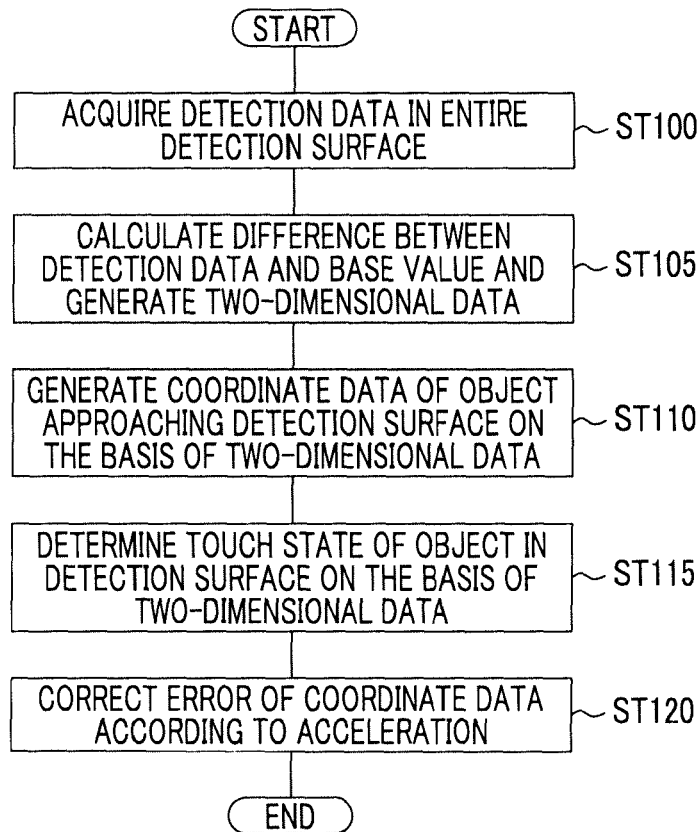 START
ACQUIRE DETECTION DATA IN ENTIRE
DETECTION SURFACE
ST100
CALCULATE DIFFERENCE BETWEEN
DETECTION DATA AND BASE VALUE AND
GENERATE TWO-DIMENSIONAL DATA
ST105
GENERATE COORDINATE DATA OF OBJECT
APPROACHING DETECTION SURFACE ON
THE BASIS OF TWO-DIMENSIONAL DATA
ST110
DETERMINE TOUCH STATE OF OBJECT IN
DETECTION SURFACE ON THE BASIS OF
TWO-DIMENSIONAL DATA
ST115
CORRECT ERROR OF COORDINATE DATA
ACCORDING TO ACCELERATION
ST120
END